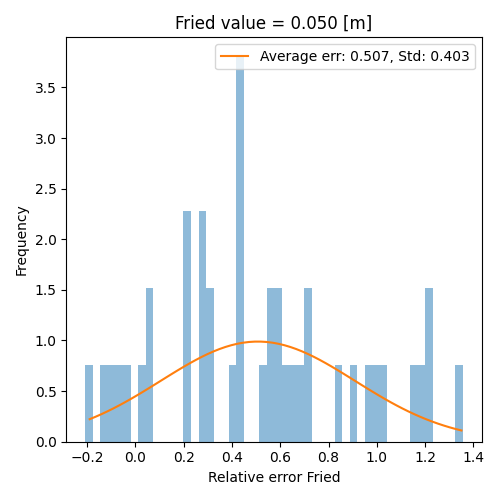 Fried value = 0.050 [m]
Average err: 0.507, Std: 0.403
3.5
3.0
2.5
2.0
1.5
1.0
0.5
0.0
Frequency
−0.2 0.0 0.2 0.4 0.6 0.8 1.0 1.2 1.4
Relative error Fried